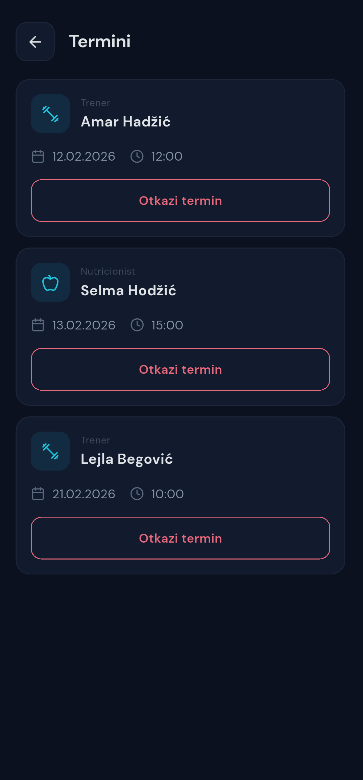 Termini
Trener
Amar Hadžić
12.02.2026 12:00
Otkazi termin
Nutricionist
Selma Hodžić
13.02.2026 15:00
Otkazi termin
Trener
Lejla Begović
21.02.2026 10:00
Otkazi termin